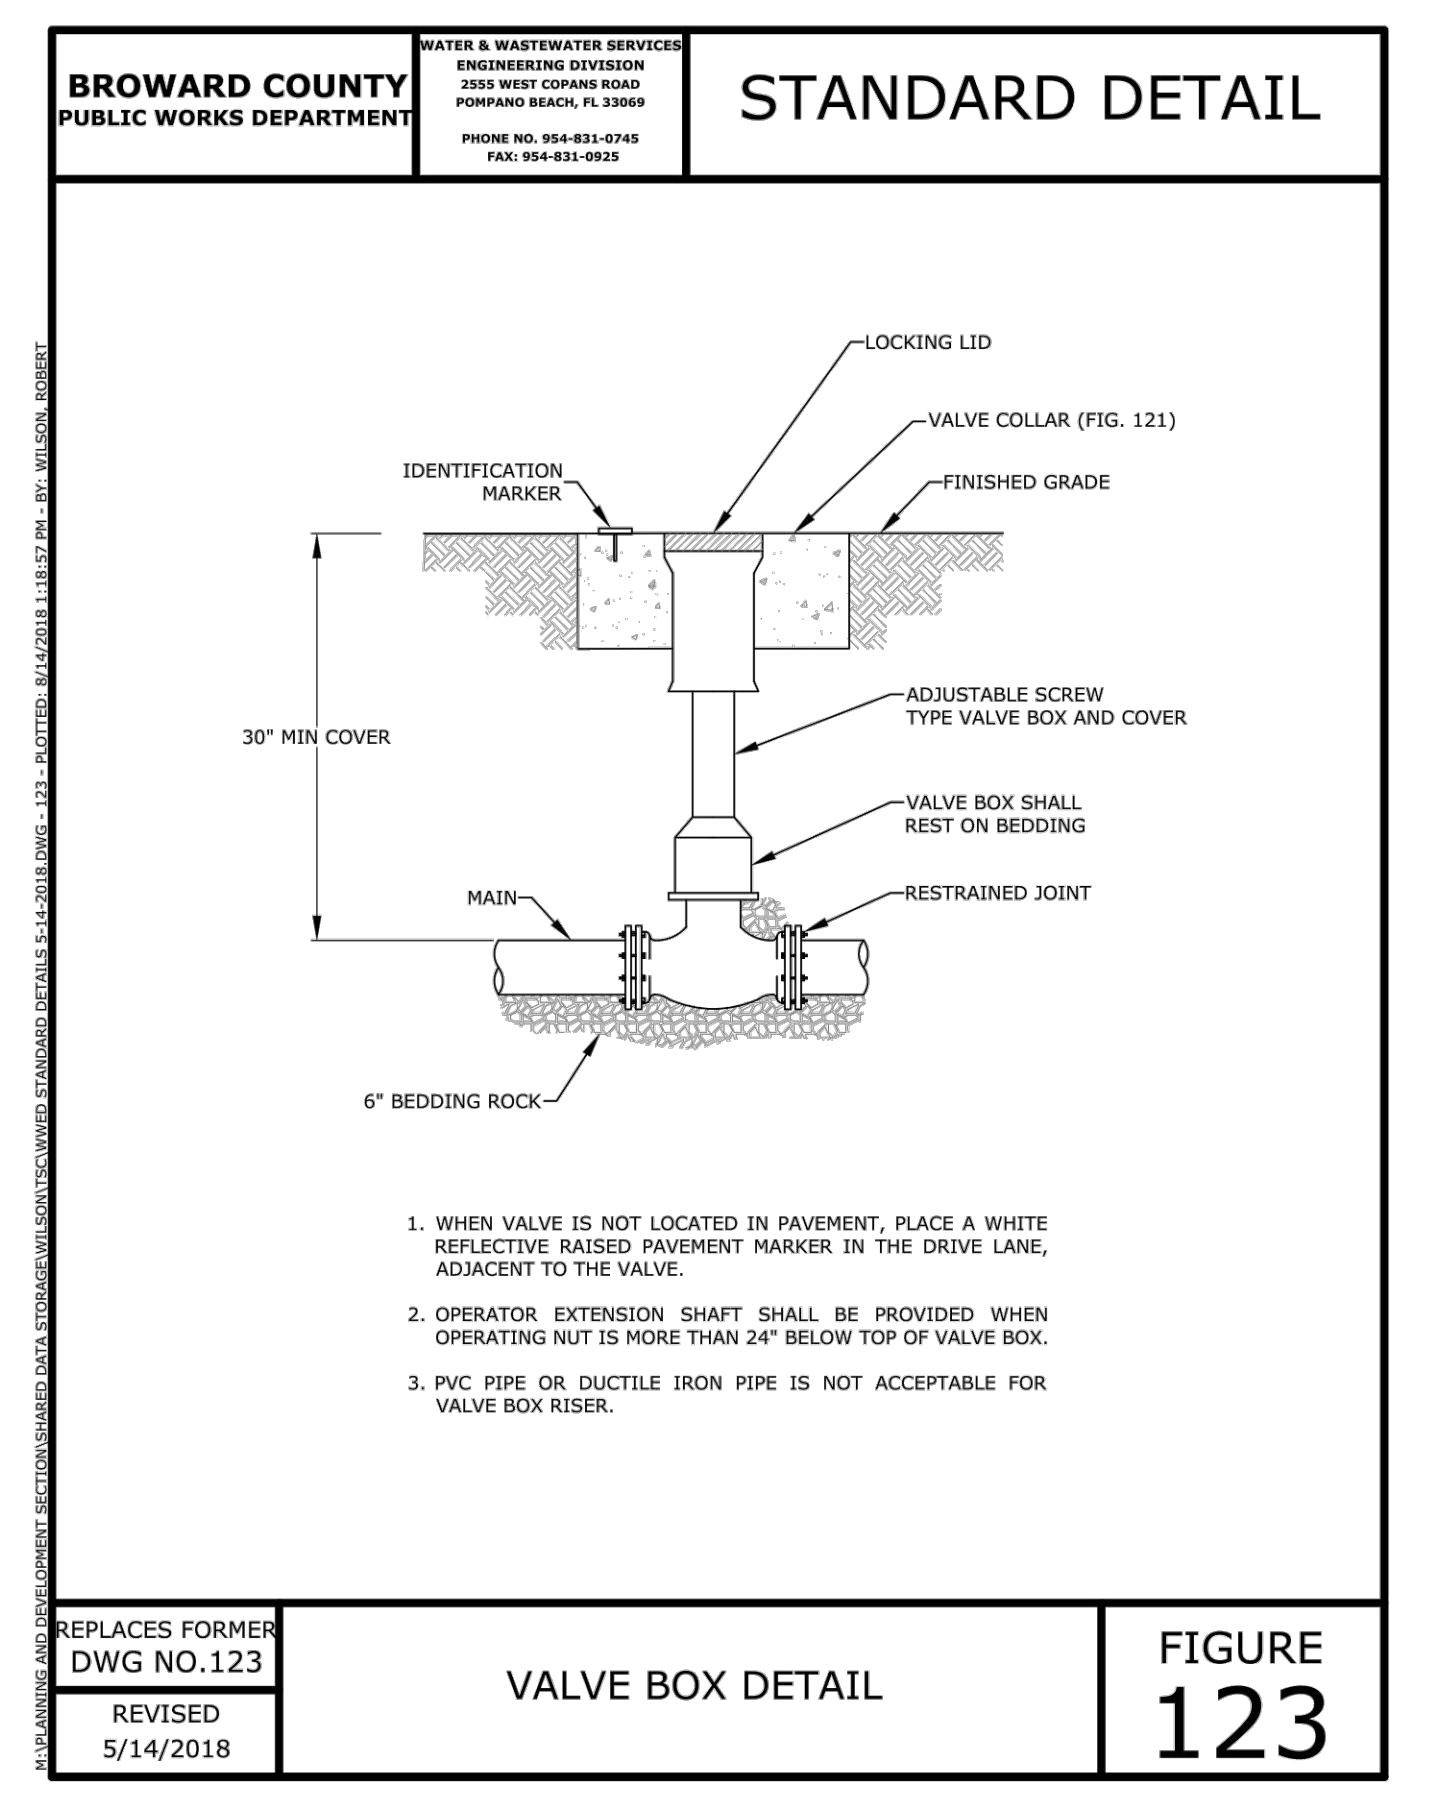 BROWARD COUNTY
PUBLIC WORKS DEPARTMENT
WATER & WASTEWATER SERVICES
ENGINEERING DIVISION
2555 WEST COPANS ROAD
POMPANO BEACH, FL 33069
PHONE NO. 954-831-0745
FAX: 954-831-0925
STANDARD DETAIL
LOCKING LID
VALVE COLLAR (FIG. 121)
IDENTIFICATION
MARKER
FINISHED GRADE
ADJUSTABLE SCREW
TYPE VALVE BOX AND COVER
30" MIN COVER
VALVE BOX SHALL
REST ON BEDDING
MAIN
RESTRAINED JOINT
6" BEDDING ROCK
1. WHEN VALVE IS NOT LOCATED IN PAVEMENT, PLACE A WHITE
REFLECTIVE RAISED PAVEMENT MARKER IN THE DRIVE LANE,
ADJACENT TO THE VALVE.
2. OPERATOR EXTENSION SHAFT SHALL BE PROVIDED WHEN
OPERATING NUT IS MORE THAN 24" BELOW TOP OF VALVE BOX.
3. PVC PIPE OR DUCTILE IRON PIPE IS NOT ACCEPTABLE FOR
VALVE BOX RISER.
M:\PLANNING AND DEVELOPMENT SECTION\SHARED DATA STORAGE\WILSON\TSC\WWED STANDARD DETAILS 5-14-2018.DWG - 123 - PLOTTED: 8/14/2018 1:18:57 PM - BY: WILSON, ROBERT
REPLACES FORMER
DWG NO.123
REVISED
5/14/2018
VALVE BOX DETAIL
FIGURE
123